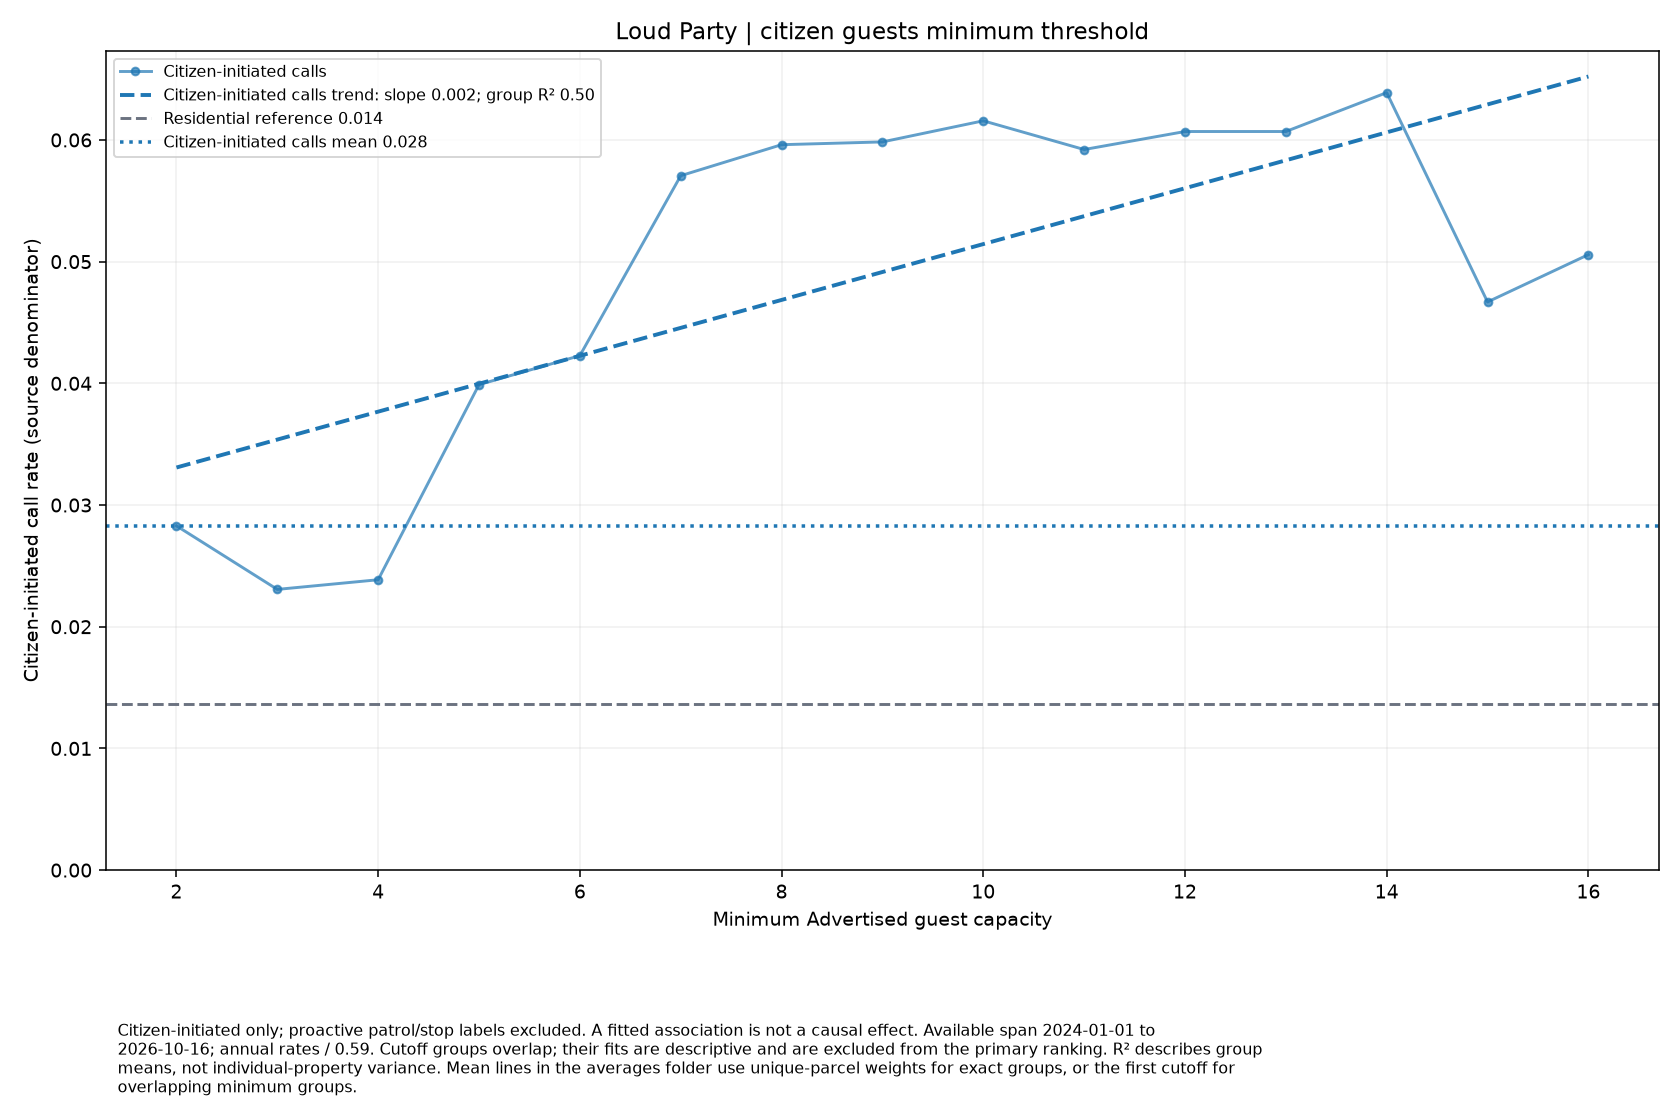 Loud Party | citizen guests minimum threshold
Citizen-initiated calls
Citizen-initiated calls trend: slope 0.002; group R² 0.50
Residential reference 0.014
Citizen-initiated calls mean 0.028
Citizen-initiated call rate (source denominator)
0.06
0.05
0.04
0.03
0.02
0.01
0.00
2 4 6 8 10 12 14 16
Minimum Advertised guest capacity
Citizen-initiated only; proactive patrol/stop labels excluded. A fitted association is not a causal effect. Available span 2024-01-01 to
2026-10-16; annual rates / 0.59. Cutoff groups overlap; their fits are descriptive and are excluded from the primary ranking. R² describes group
means, not individual-property variance. Mean lines in the averages folder use unique-parcel weights for exact groups, or the first cutoff for
overlapping minimum groups.